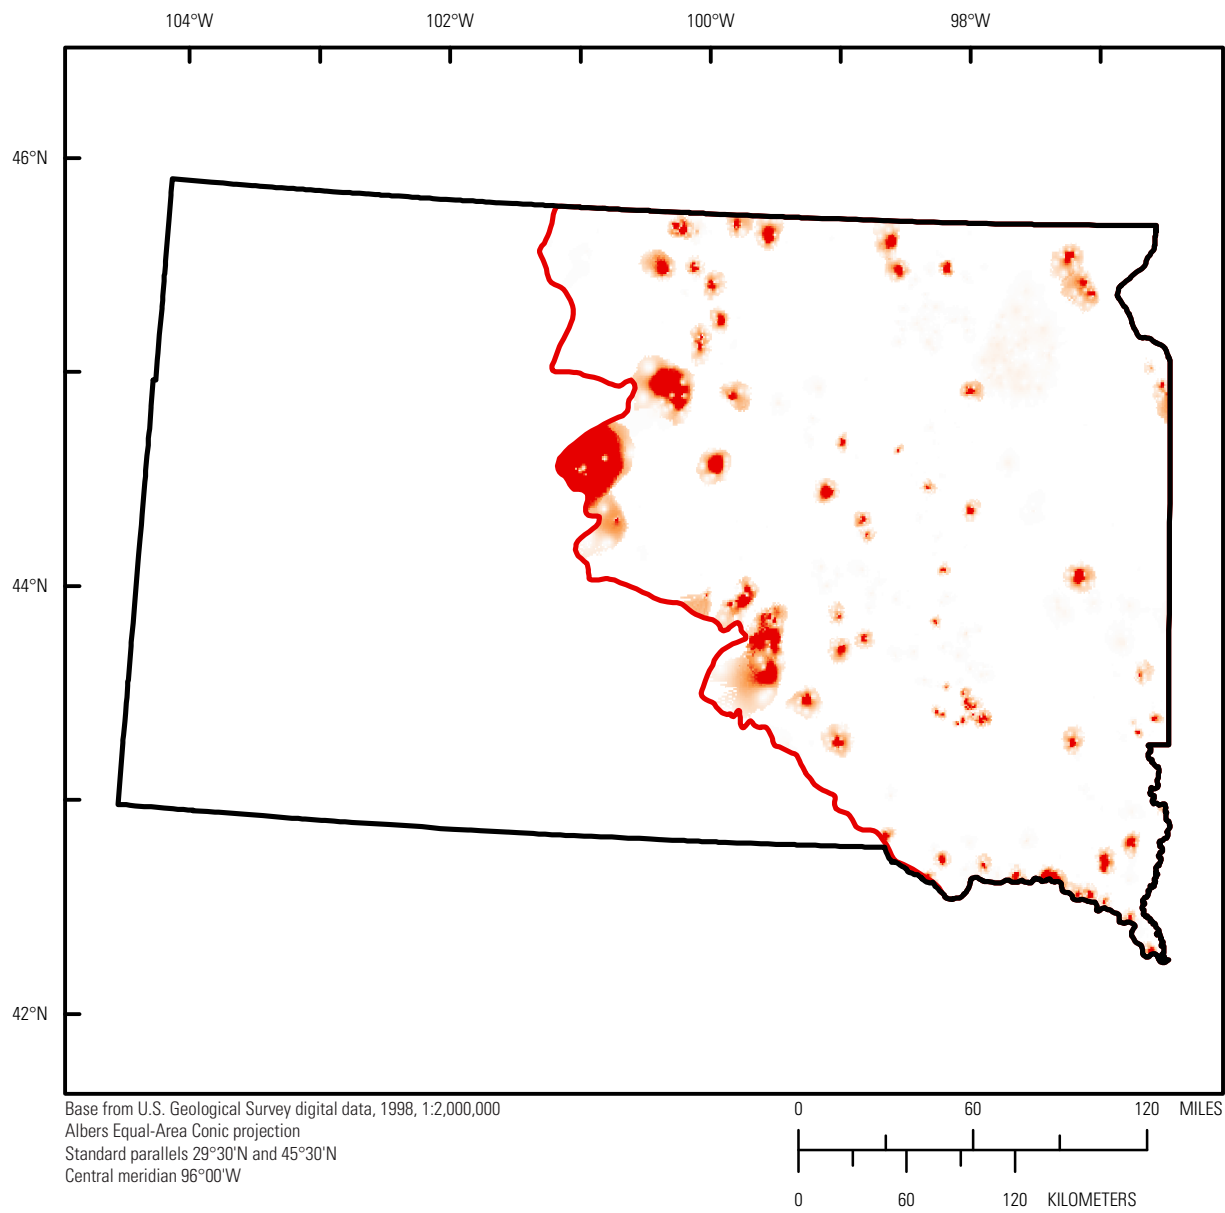 104°W 102°W 100°W 98°W
46°N
44°N
42°N
Base from U.S. Geological Survey digital data, 1998, 1:2,000,000
Albers Equal-Area Conic projection
Standard parallels 29°30'N and 45°30'N
Central meridian 96°00'W
0 60 120 MILES
0 60 120 KILOMETERS